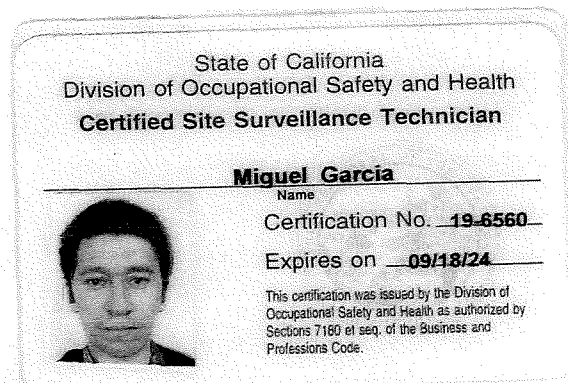 State of California
Division of Occupational Safety and Health
Certified Site Surveillance Technician
Miguel Garcia
Name
Certification No. 19-6560
Expires on 09/18/24
This certification was issued by the Division of
Occupational Safety and Health as authorized by
Sections 7180 et seq. of the Business and
Professions Code.